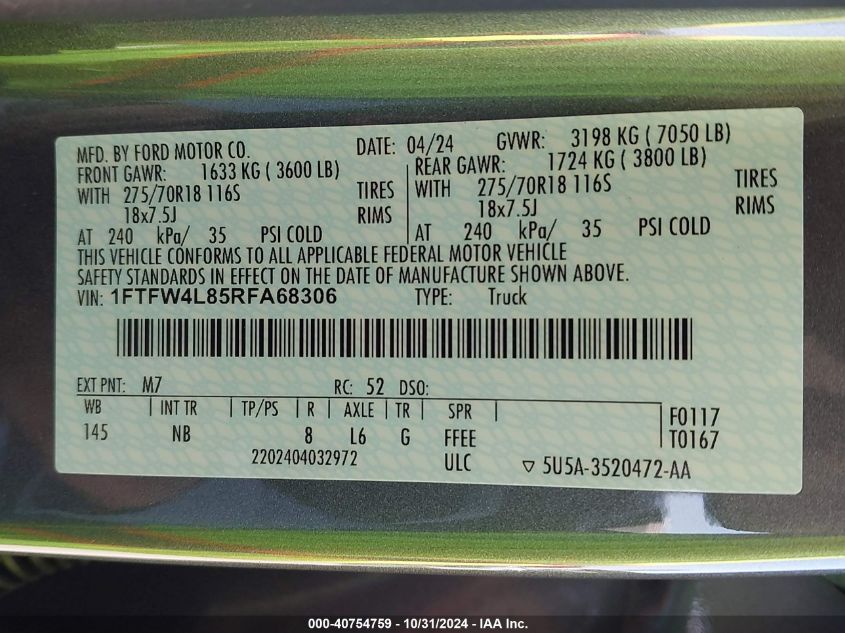 MFD. BY FORD MOTOR CO. DATE: 04/24 GVWR: 3198 KG ( 7050 LB)
FRONT GAWR: 1633 KG ( 3600 LB) REAR GAWR: 1724 KG ( 3800 LB)
WITH 275/70R18 116S TIRES WITH 275/70R18 116S TIRES
18x7.5J RIMS 18x7.5J RIMS
AT 240 kPa/ 35 PSI COLD AT 240 kPa/ 35 PSI COLD
THIS VEHICLE CONFORMS TO ALL APPLICABLE FEDERAL MOTOR VEHICLE
SAFETY STANDARDS IN EFFECT ON THE DATE OF MANUFACTURE SHOWN ABOVE.
VIN: 1FTFW4L85RFA68306 TYPE: Truck
EXT PNT: M7 RC: 52 DSO:
WB | INT TR | TP/PS | R | AXLE | TR | SPR | F0117
145 NB 8 L6 G FFEE T0167
2202404032972 ULC ▽ 5U5A-3520472-AA
000-40754759 - 10/31/2024 - IAA Inc.